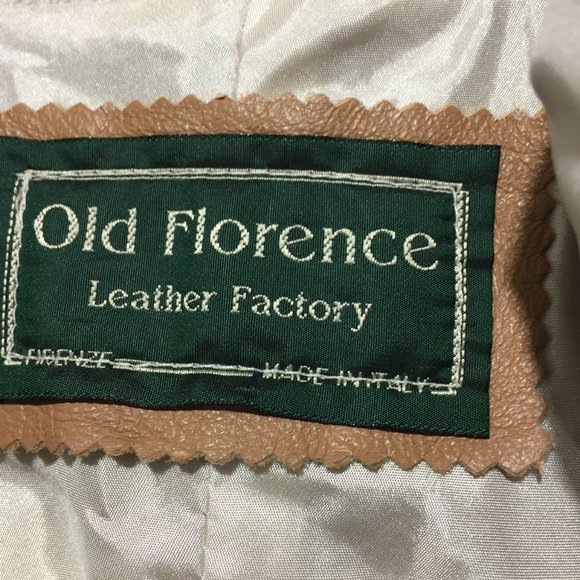 Old Florence
Leather Factory
FIRENZE MADE IN ITALY